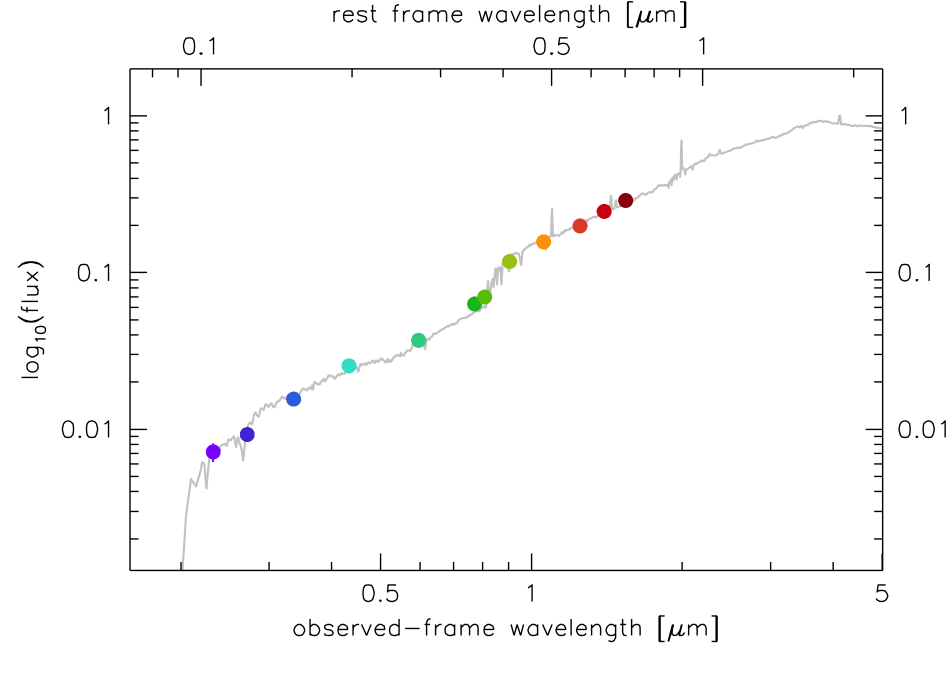 rest frame wavelength [μm]
0.1 0.5 1
1 1
0.1 0.1
0.01 0.01
log10(flux)
0.5 1 5
observed-frame wavelength [μm]